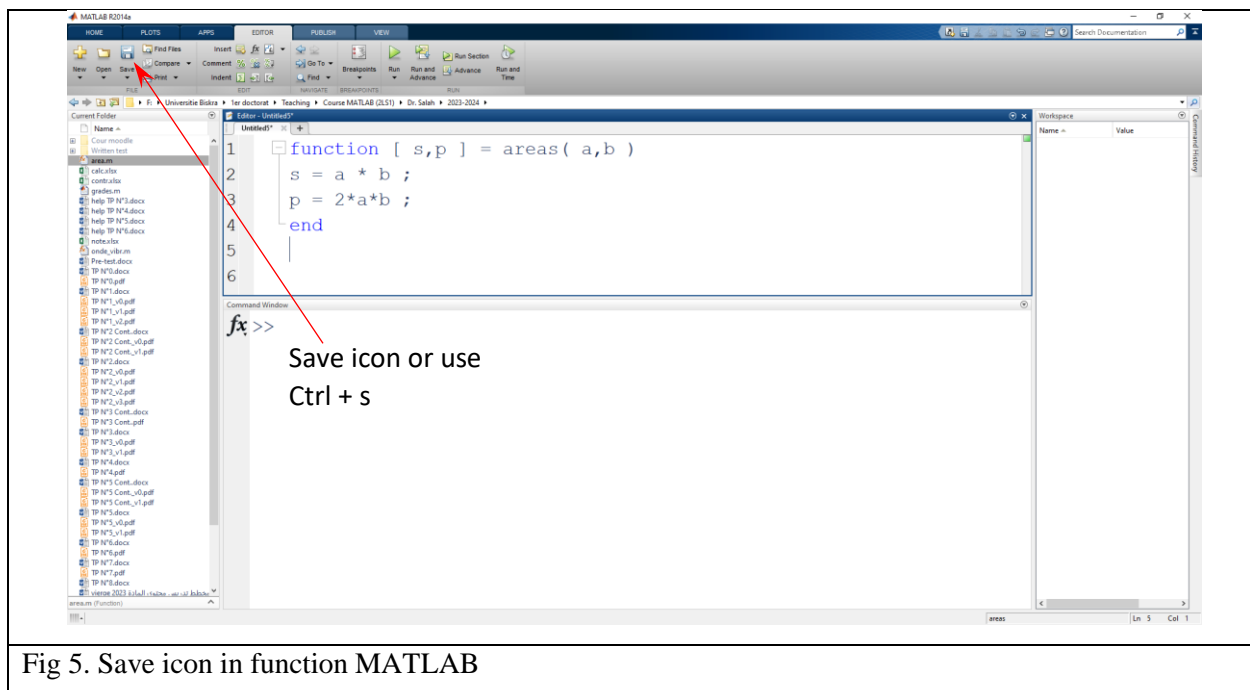 MATLAB R2014a
HOME PLOTS APPS EDITOR PUBLISH VIEW
Search Documentation
Find Files Insert fx
New Open Save Compare Comment Go To Breakpoints Run Run and Advance Run Section Advance Run and Time
Print Indent Find
FILE EDIT NAVIGATE BREAKPOINTS RUN
F: Universitie Biskra 1er doctorat Teaching Course MATLAB (2LS1) Dr. Salah 2023-2024
Current Folder
Name
Cour moodle
Written test
area.m
calc.xlsx
contr.xlsx
grades.m
help TP N°3.docx
help TP N°4.docx
help TP N°5.docx
help TP N°6.docx
note.xlsx
onde_vibr.m
Pre-test.docx
TP N°0.docx
TP N°0.pdf
TP N°1.docx
TP N°1_v0.pdf
TP N°1_v1.pdf
TP N°1_v2.pdf
TP N°2 Cont..docx
TP N°2 Cont._v0.pdf
TP N°2 Cont._v1.pdf
TP N°2.docx
TP N°2_v0.pdf
TP N°2_v1.pdf
TP N°2_v2.pdf
TP N°2_v3.pdf
TP N°3 Cont..docx
TP N°3 Cont..pdf
TP N°3.docx
TP N°3_v0.pdf
TP N°3_v1.pdf
TP N°4.docx
TP N°4.pdf
TP N°5 Cont..docx
TP N°5 Cont._v0.pdf
TP N°5 Cont._v1.pdf
TP N°5.docx
TP N°5_v0.pdf
TP N°5_v1.pdf
TP N°6.docx
TP N°6.pdf
TP N°7.docx
TP N°7.pdf
TP N°8.docx
vierge 2023 المادة
area.m (Function)
Editor - Untitled5*
Untitled5* × +
1 function [ s,p ] = areas( a,b )
2 s = a * b ;
3 p = 2*a*b ;
4 end
5
6
Command Window
fx >>
Save icon or use
Ctrl + s
Workspace
Name Value
Command History
areas Ln 5 Col 1
Fig 5. Save icon in function MATLAB